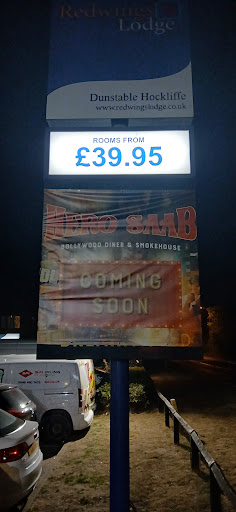 Redwings
Lodge
Dunstable Hockliffe
www.redwingslodge.co.uk
ROOMS FROM
£39.95
HERO SAAB
BOLLYWOOD DINER & SMOKEHOUSE
COMING
SOON